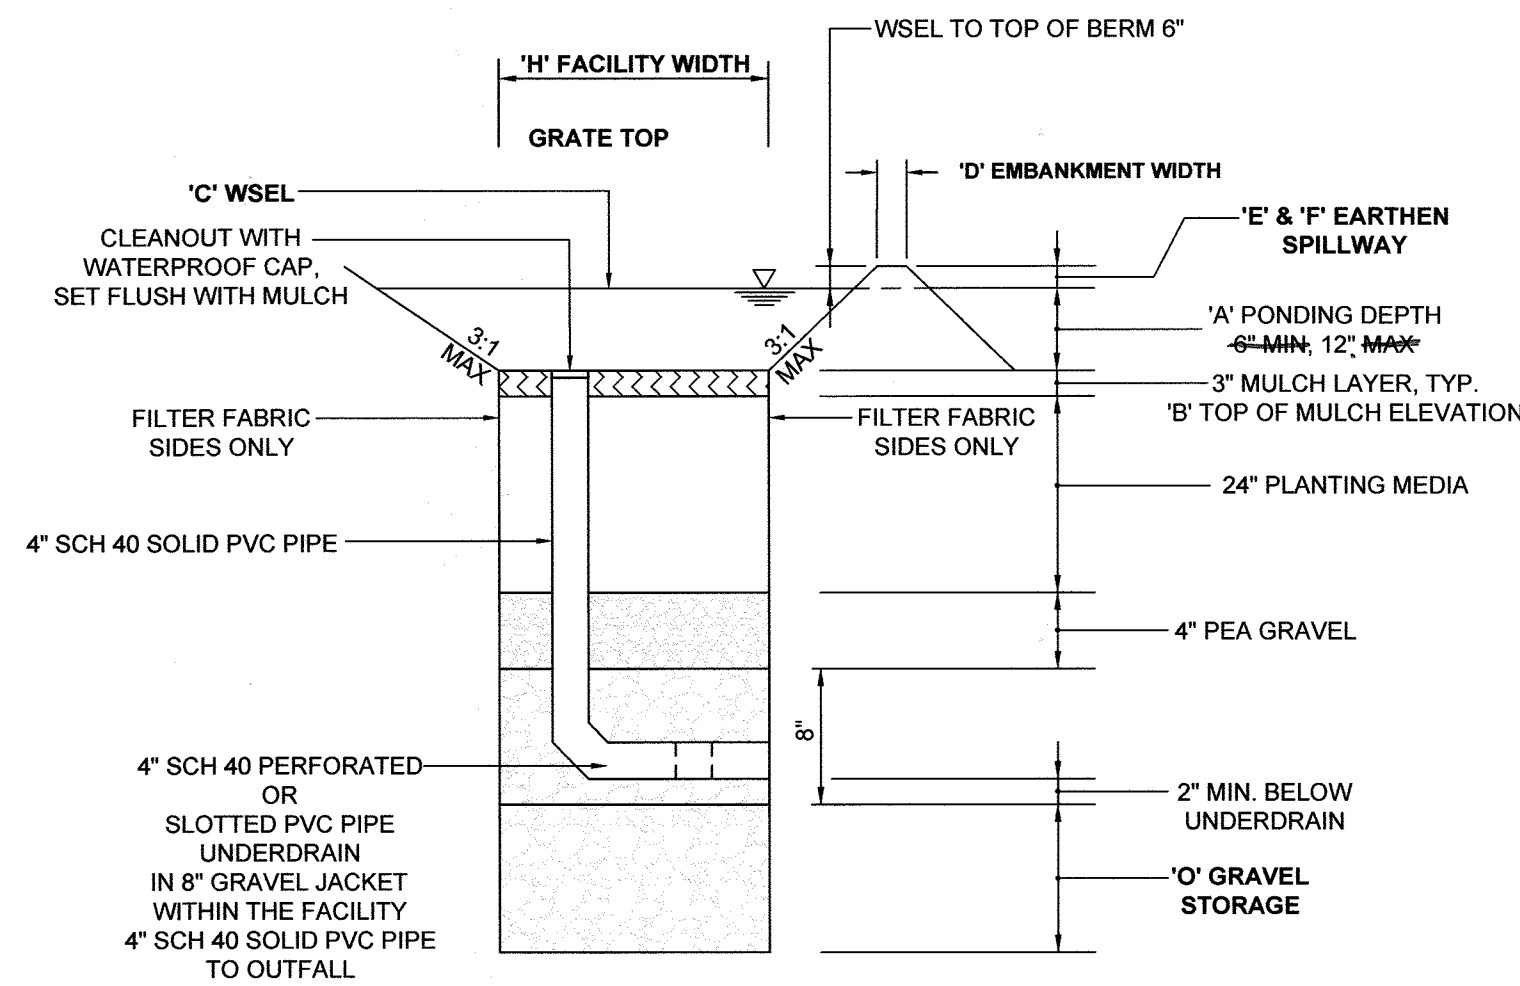 WSEL TO TOP OF BERM 6"
'H' FACILITY WIDTH
GRATE TOP
'D' EMBANKMENT WIDTH
'C' WSEL
'E' & 'F' EARTHEN
SPILLWAY
CLEANOUT WITH
WATERPROOF CAP,
SET FLUSH WITH MULCH
'A' PONDING DEPTH
6" MIN, 12", MAX
3:1
MAX
3:1
MAX
3" MULCH LAYER, TYP.
'B' TOP OF MULCH ELEVATION
FILTER FABRIC
SIDES ONLY
FILTER FABRIC
SIDES ONLY
24" PLANTING MEDIA
4" SCH 40 SOLID PVC PIPE
4" PEA GRAVEL
8"
4" SCH 40 PERFORATED
OR
SLOTTED PVC PIPE
UNDERDRAIN
IN 8" GRAVEL JACKET
WITHIN THE FACILITY
4" SCH 40 SOLID PVC PIPE
TO OUTFALL
2" MIN. BELOW
UNDERDRAIN
'O' GRAVEL
STORAGE